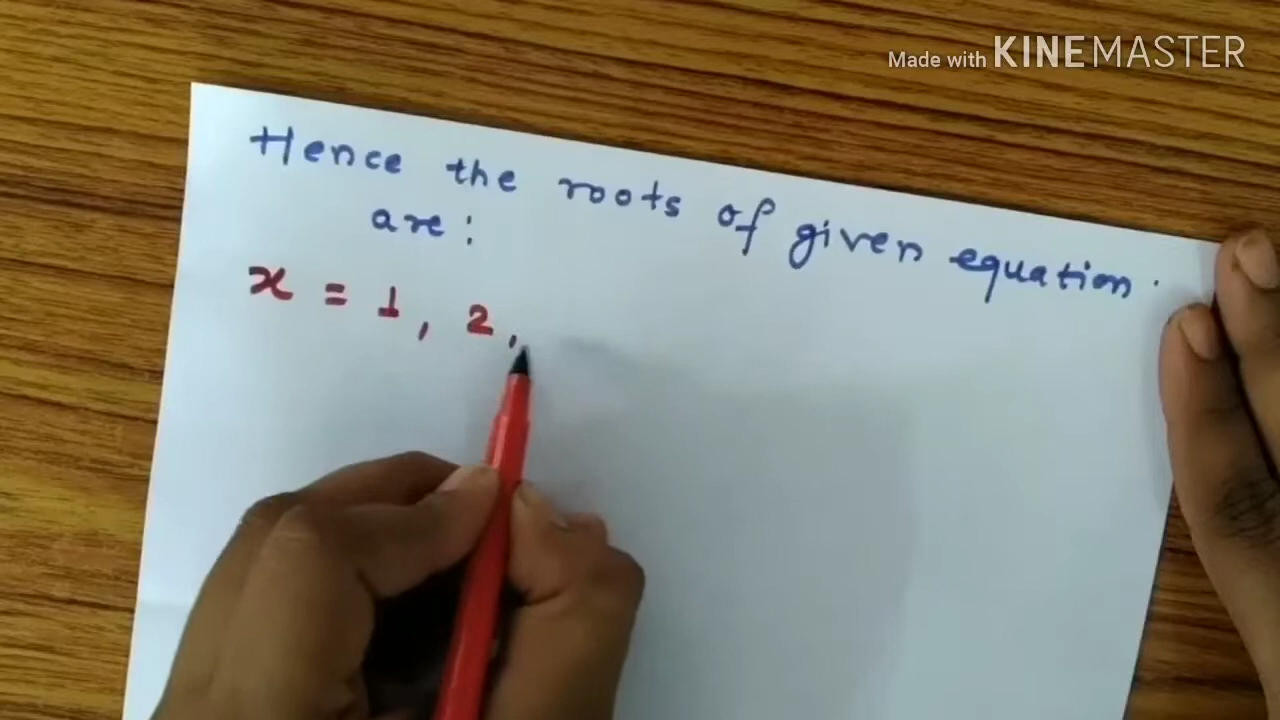 Made with KINEMASTER
Hence the roots of given equation.
are:
x = 1, 2,